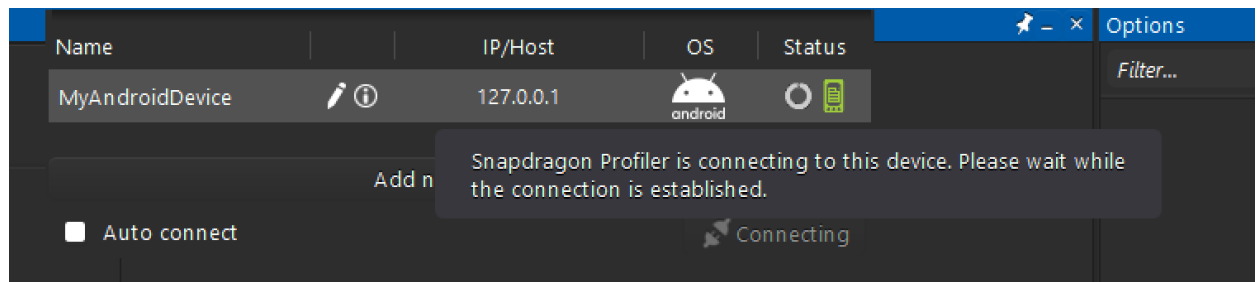 Options
Name IP/Host OS Status
Filter...
MyAndroidDevice 127.0.0.1
android
Snapdragon Profiler is connecting to this device. Please wait while
the connection is established.
Add n
Auto connect Connecting